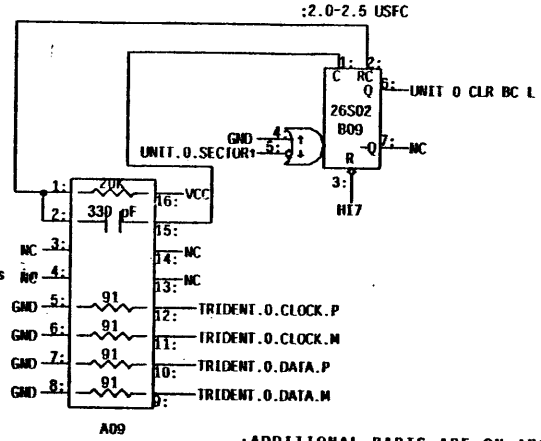 ;2.0-2.5 USEC
1: 2:
C RC
Q 6: UNIT 0 CLR BC L
26S02
B09
GND 4: ↑
UNIT.0.SECTOR↑ 5: ↓
~Q 7: NC
R
3:
HI7
1: 20K 16: VCC
2: 330 pF 15:
NC 3: 14: NC
NC 4: 13: NC
GND 5: 91 12: TRIDENT.0.CLOCK.P
GND 6: 91 11: TRIDENT.0.CLOCK.M
GND 7: 91 10: TRIDENT.0.DATA.P
GND 8: 91 9: TRIDENT.0.DATA.M
A09